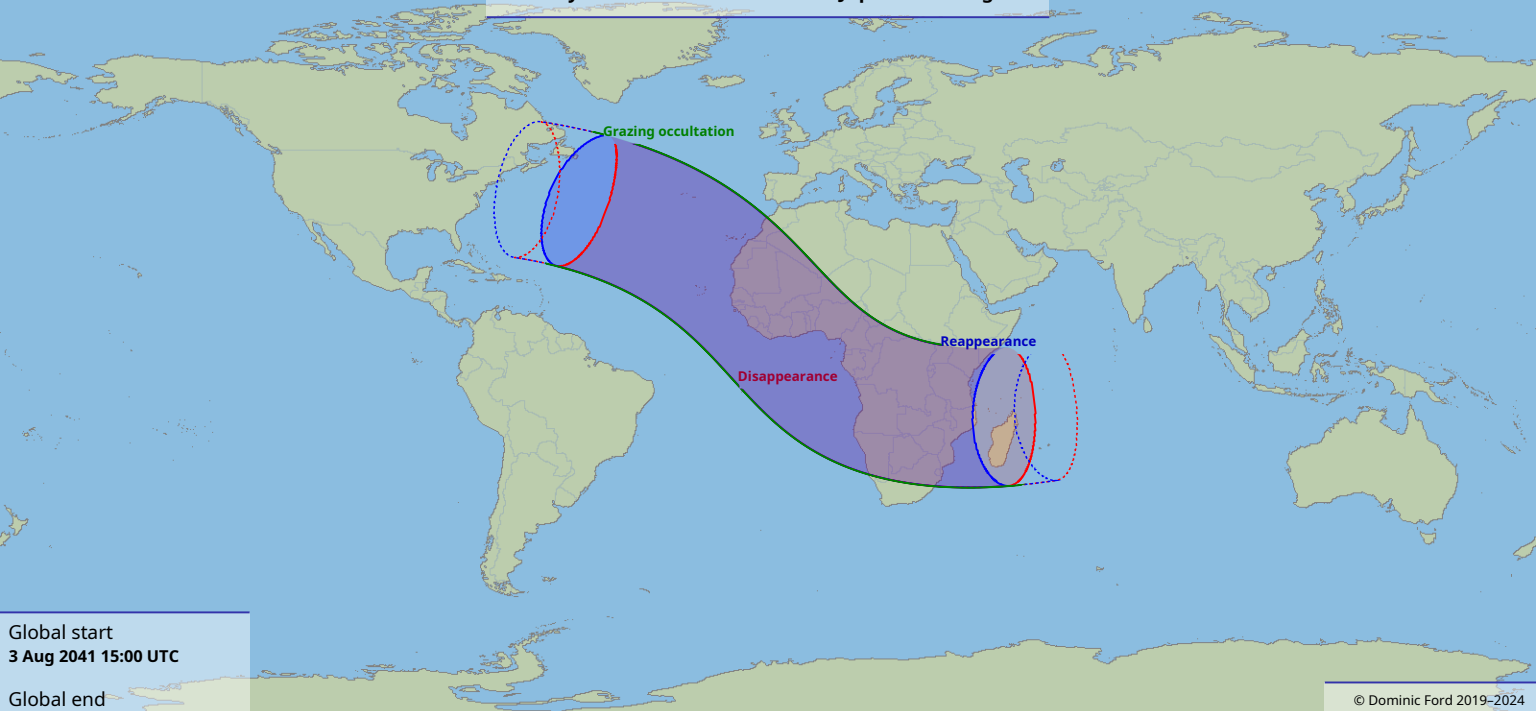 Grazing occultation
Reappearance
Disappearance
Global start
3 Aug 2041 15:00 UTC
Global end
© Dominic Ford 2019–2024